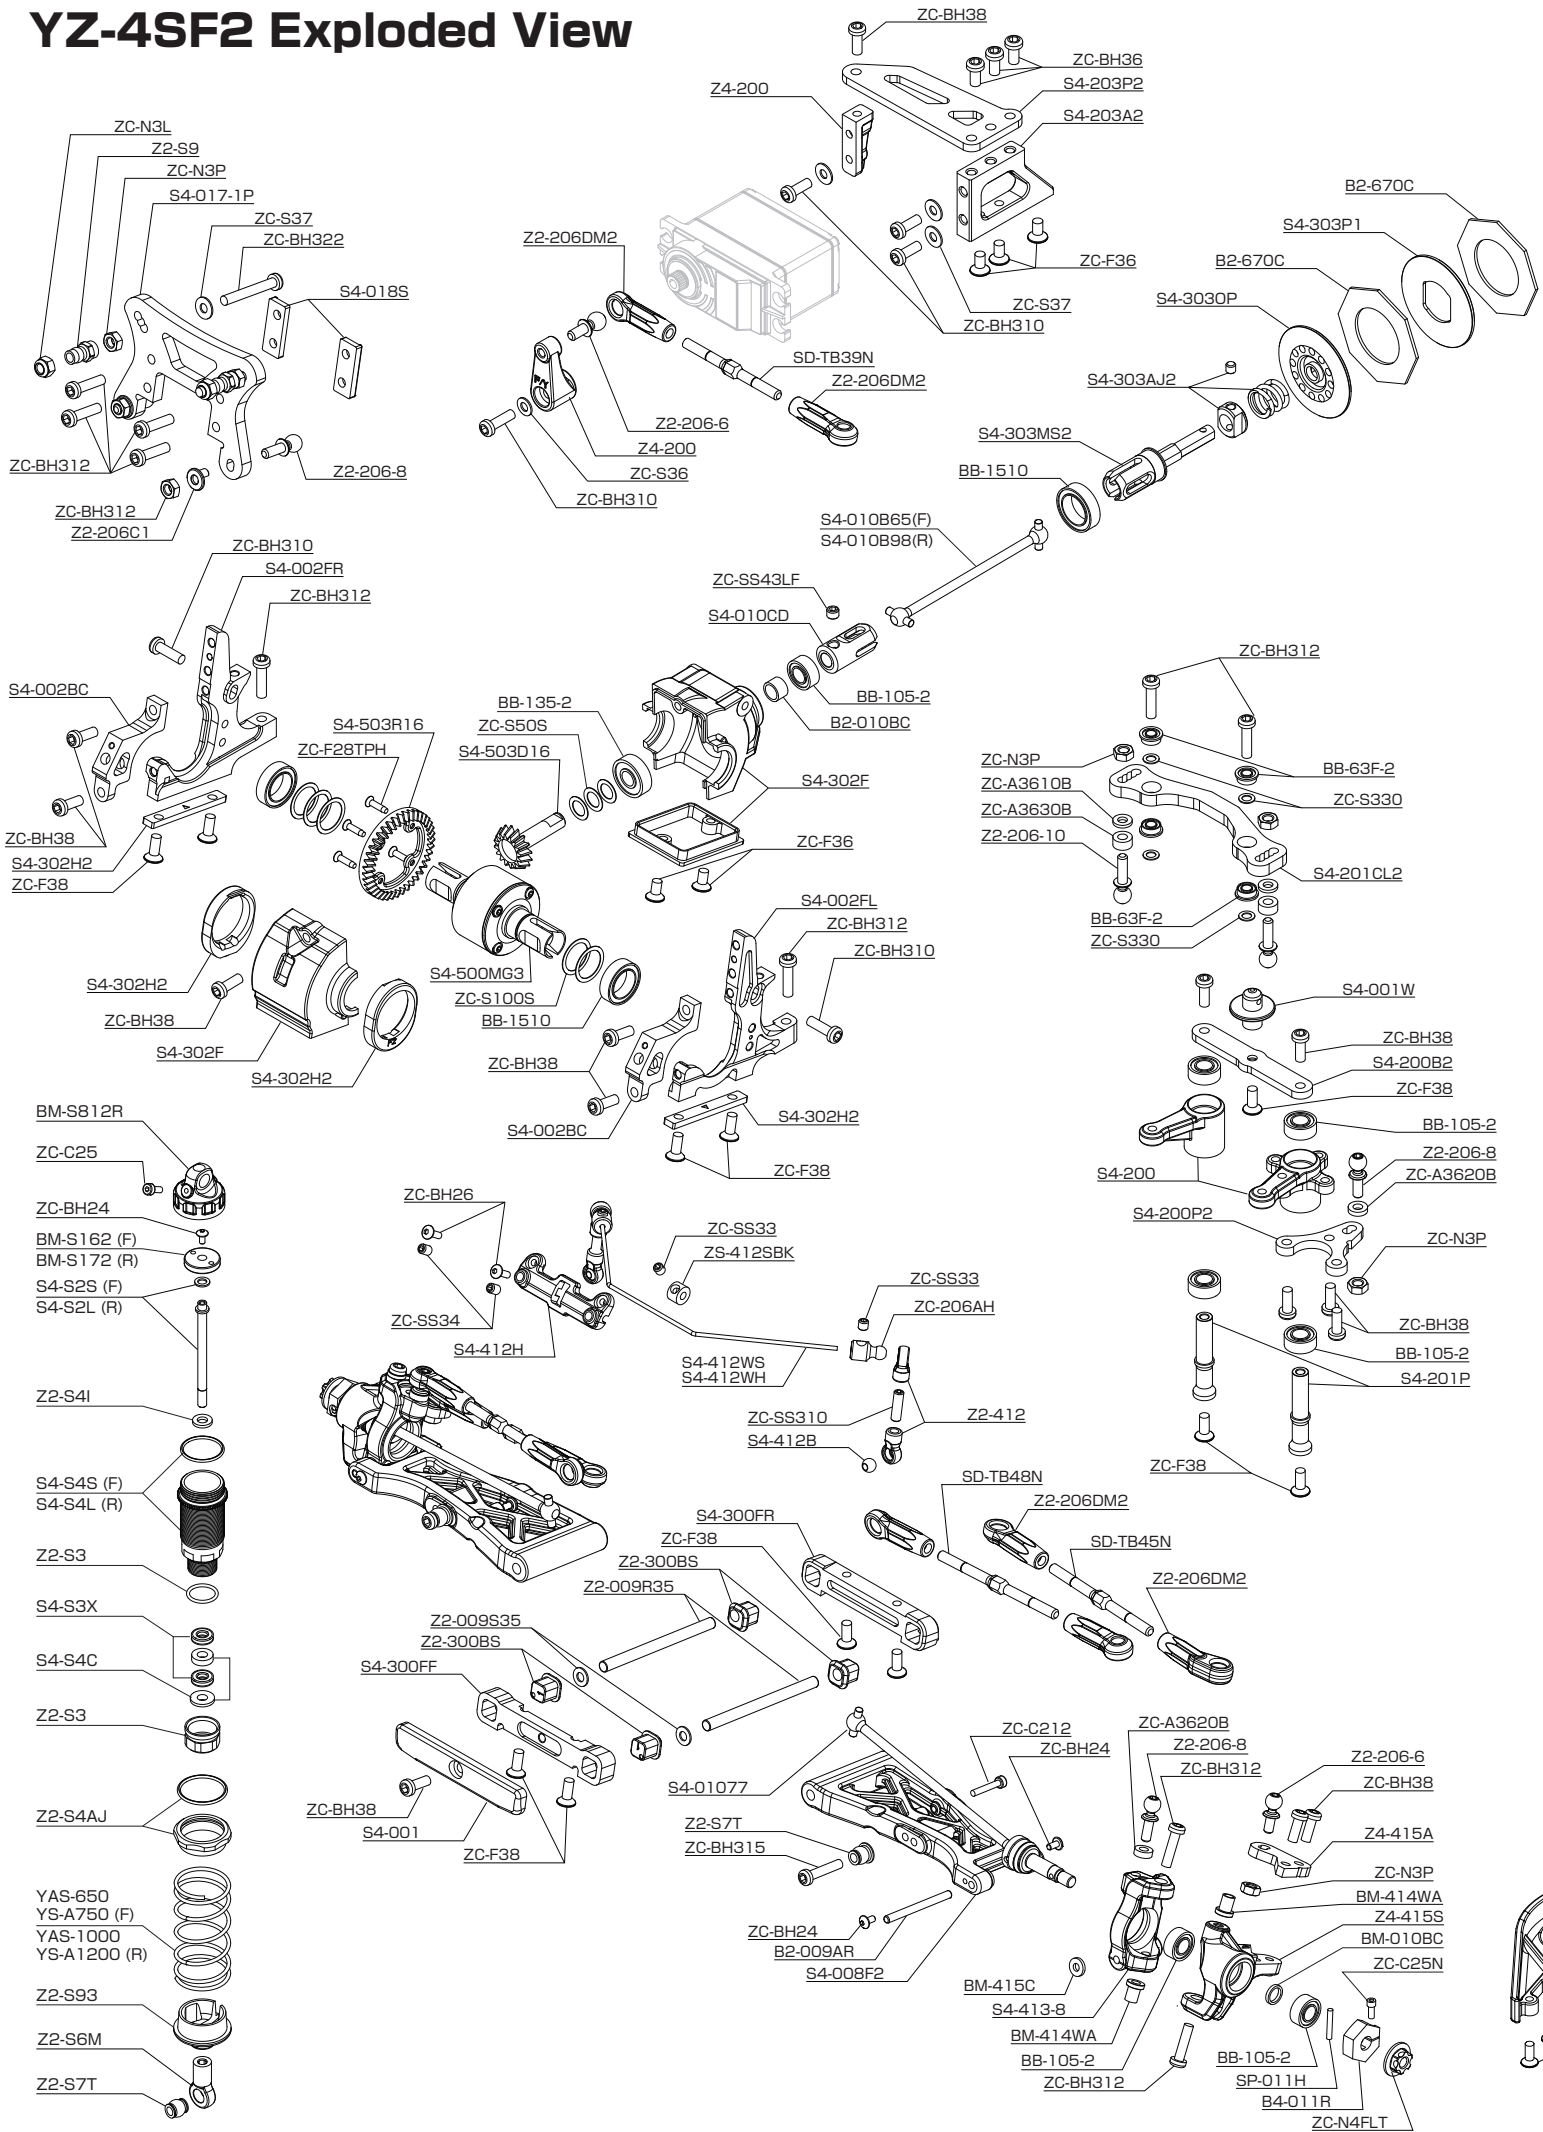 YZ-4SF2 Exploded View
ZC-BH38
ZC-BH36
S4-203P2
Z4-200
S4-203A2
ZC-N3L
Z2-S9
ZC-N3P
S4-017-1P
ZC-S37
ZC-BH322
S4-018S
Z2-206DM2
ZC-F36
ZC-S37
ZC-BH310
B2-670C
S4-303P1
B2-670C
S4-3030P
SD-TB39N
Z2-206DM2
S4-303AJ2
Z2-206-6
Z4-200
ZC-S36
ZC-BH310
S4-303MS2
BB-1510
ZC-BH312
Z2-206-8
ZC-BH312
Z2-206C1
S4-010B65(F)
S4-010B98(R)
ZC-BH310
S4-002FR
ZC-BH312
ZC-SS43LF
S4-010CD
S4-002BC
BB-105-2
B2-010BC
BB-135-2
ZC-S50S
S4-503D16
S4-503R16
ZC-F28TPH
ZC-BH312
ZC-N3P
ZC-A3610B
ZC-A3630B
Z2-206-10
BB-63F-2
ZC-S330
S4-302F
ZC-BH38
S4-302H2
ZC-F38
ZC-F36
S4-201CL2
S4-002FL
ZC-BH312
ZC-BH310
BB-63F-2
ZC-S330
S4-302H2
ZC-BH38
S4-302F
S4-302H2
S4-500MG3
ZC-S100S
BB-1510
S4-001W
ZC-BH38
S4-200B2
ZC-F38
ZC-BH38
S4-002BC
S4-302H2
ZC-F38
BM-S812R
ZC-C25
BB-105-2
Z2-206-8
ZC-A3620B
S4-200
S4-200P2
ZC-N3P
ZC-BH26
ZC-BH24
BM-S162 (F)
BM-S172 (R)
S4-S2S (F)
S4-S2L (R)
ZC-SS33
ZS-412SBK
ZC-SS33
ZC-206AH
ZC-SS34
S4-412H
S4-412WS
S4-412WH
ZC-BH38
BB-105-2
S4-201P
Z2-S4I
ZC-SS310
Z2-412
S4-412B
ZC-F38
S4-S4S (F)
S4-S4L (R)
SD-TB48N
Z2-206DM2
S4-300FR
ZC-F38
SD-TB45N
Z2-300BS
Z2-206DM2
Z2-S3
Z2-009R35
S4-S3X
Z2-009S35
Z2-300BS
S4-300FF
S4-S4C
Z2-S3
ZC-C212
ZC-BH24
ZC-A3620B
Z2-206-8
ZC-BH312
Z2-206-6
ZC-BH38
S4-01077
Z2-S4AJ
ZC-BH38
S4-001
ZC-F38
Z2-S7T
ZC-BH315
Z4-415A
ZC-N3P
BM-414WA
Z4-415S
BM-010BC
ZC-C25N
YAS-650
YS-A750 (F)
YAS-1000
YS-A1200 (R)
ZC-BH24
B2-009AR
S4-008F2
BM-415C
S4-413-8
Z2-S93
BM-414WA
BB-105-2
ZC-BH312
BB-105-2
SP-011H
B4-011R
ZC-N4FLT
Z2-S6M
Z2-S7T